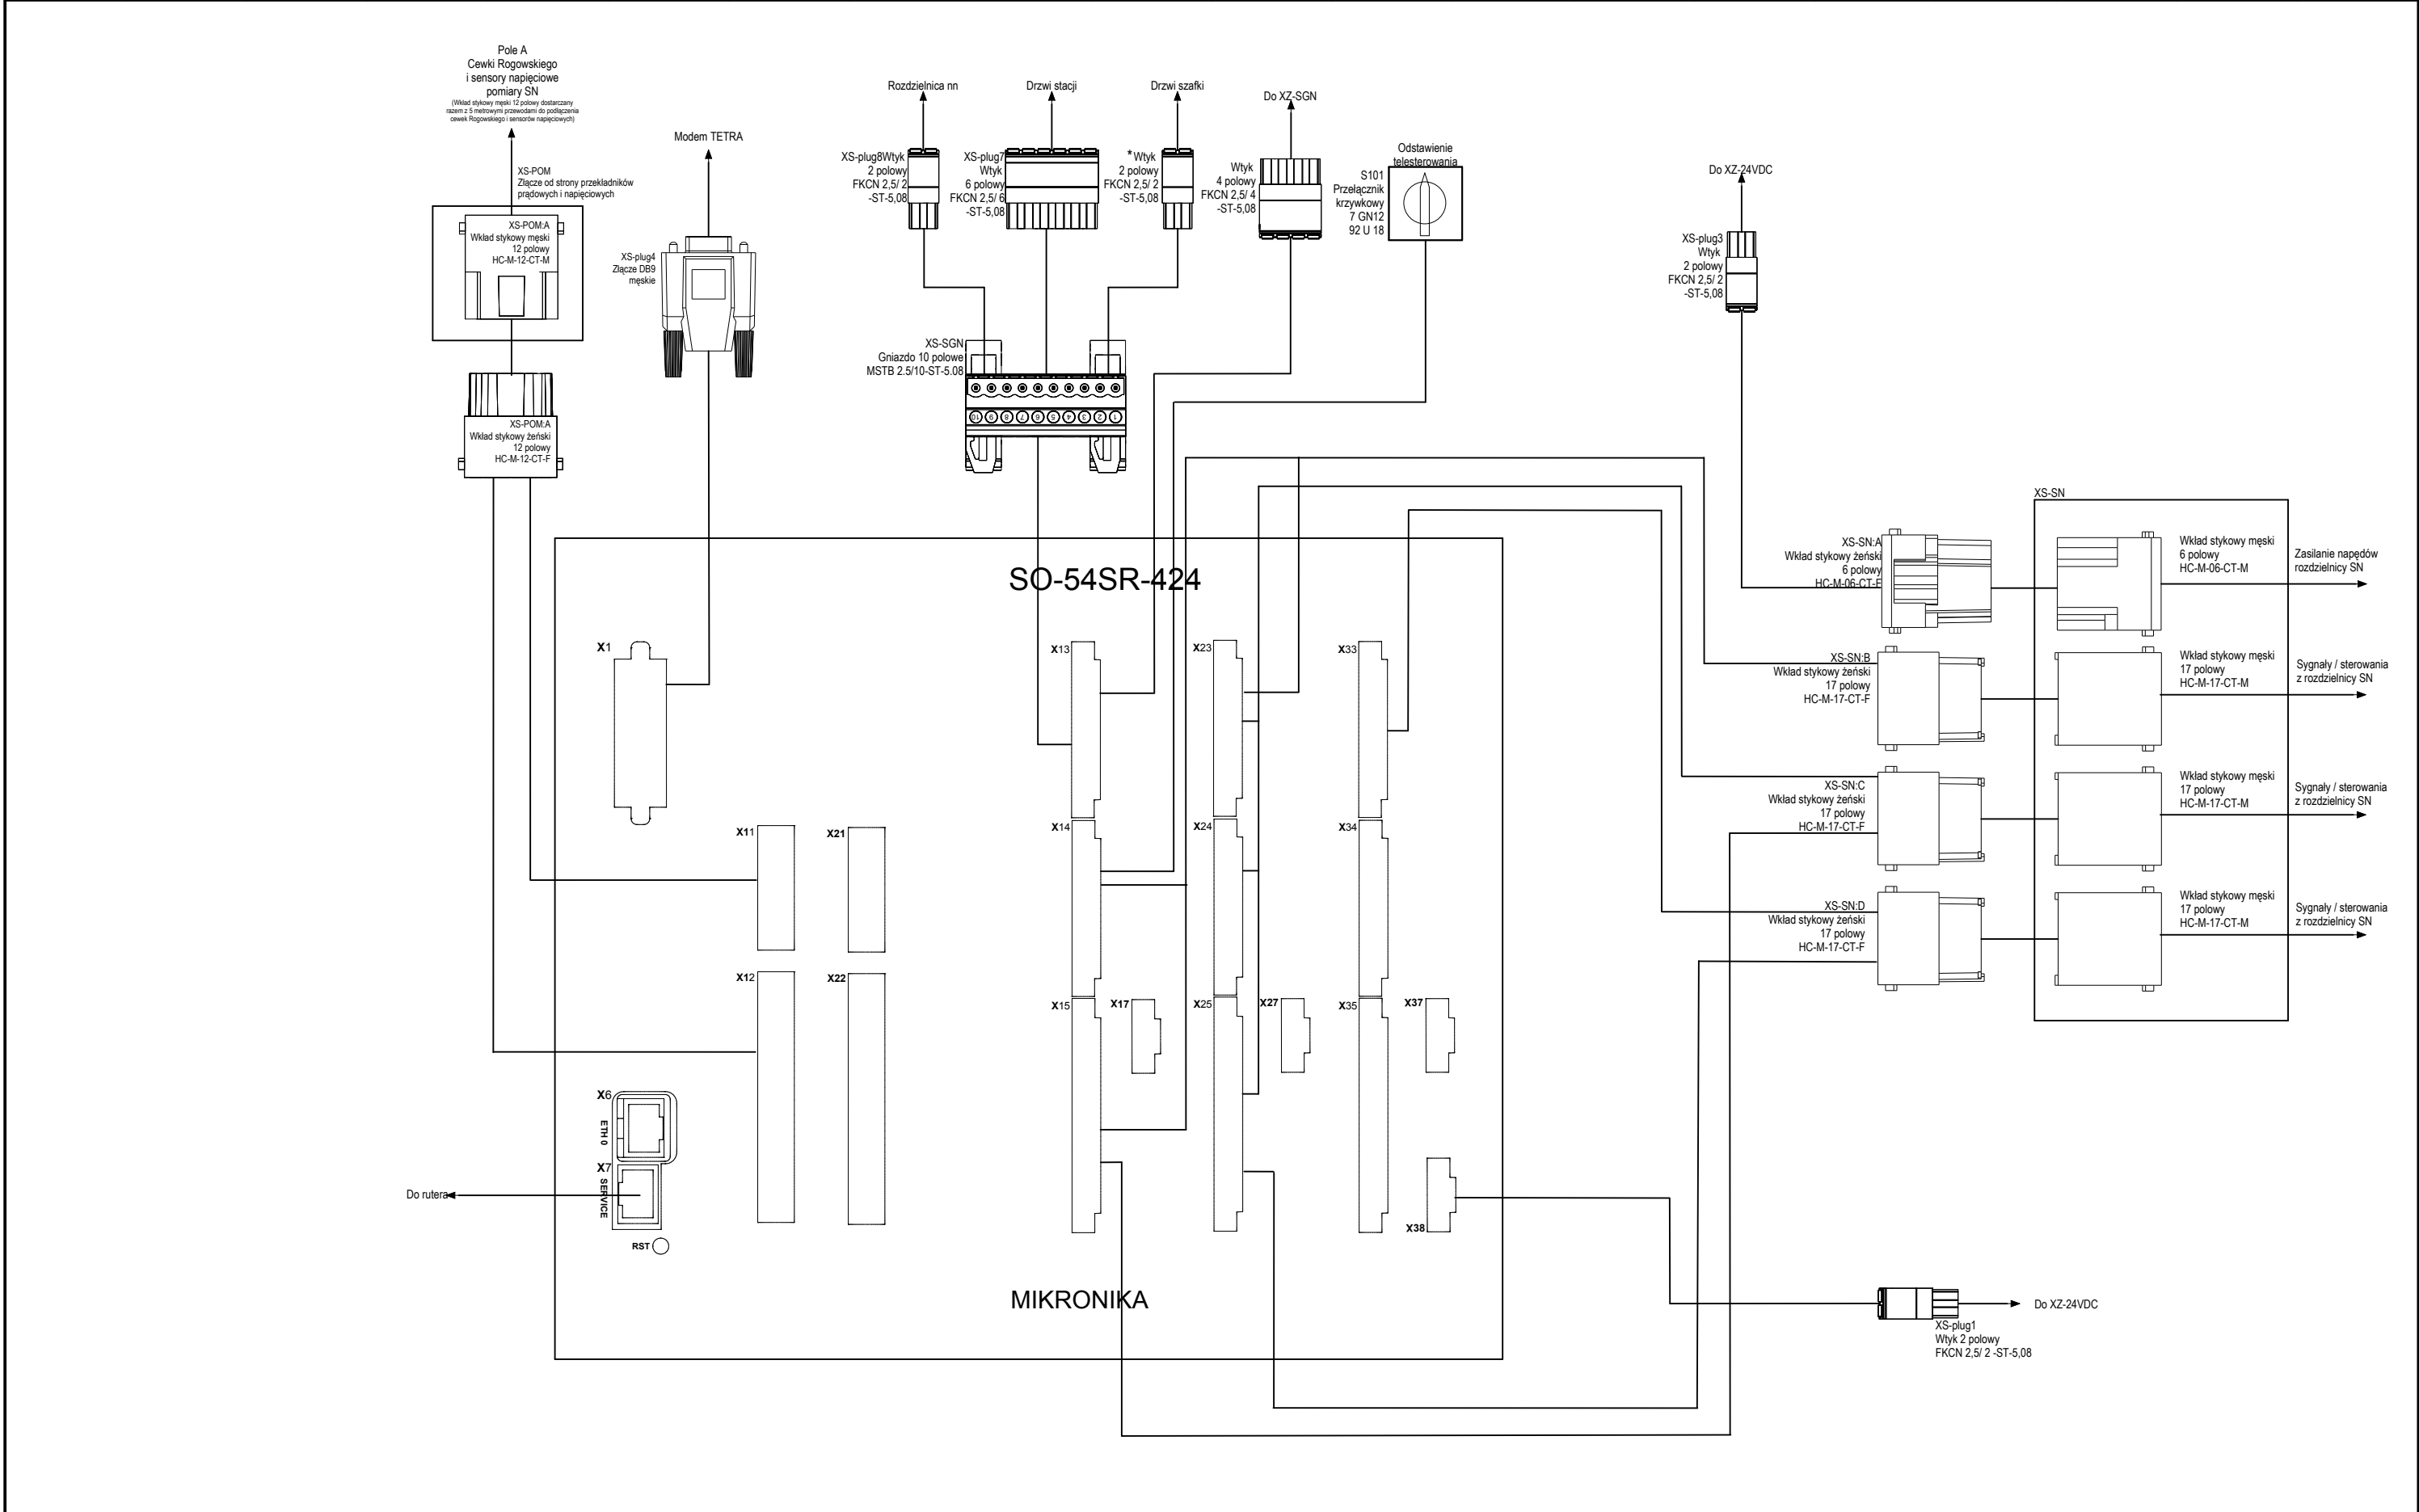 Pole A
Cewki Rogowskiego
i sensory napięciowe
pomiary SN
(Wkład stykowy męski 12 polowy dostarczany
razem z 5 metrowymi przewodami do podłączenia
cewek Rogowskiego i sensorów napięciowych)
XS-POM
Złącze od strony przekładników
prądowych i napięciowych
XS-POM:A
Wkład stykowy męski
12 polowy
HC-M-12-CT-M
XS-POM:A
Wkład stykowy żeński
12 polowy
HC-M-12-CT-F
Modem TETRA
XS-plug4
Złącze DB9
męskie
Rozdzielnica nn
XS-plug8Wtyk
2 polowy
FKCN 2,5/ 2
-ST-5,08
Drzwi stacji
XS-plug7
Wtyk
6 polowy
FKCN 2,5/ 6
-ST-5,08
Drzwi szafki
* Wtyk
2 polowy
FKCN 2,5/ 2
-ST-5,08
Do XZ-SGN
Wtyk
4 polowy
FKCN 2,5/ 4
-ST-5,08
Odstawienie
telesterowania
S101
Przełącznik
krzywkowy
7 GN12
92 U 18
XS-SGN
Gniazdo 10 polowe
MSTB 2.5/10-ST-5.08
10 9 8 7 6 5 4 3 2 1
Do XZ-24VDC
XS-plug3
Wtyk
2 polowy
FKCN 2,5/ 2
-ST-5,08
XS-SN
XS-SN:A
Wkład stykowy żeński
6 polowy
HC-M-06-CT-F
Wkład stykowy męski
6 polowy
HC-M-06-CT-M
Zasilanie napędów
rozdzielnicy SN
XS-SN:B
Wkład stykowy żeński
17 polowy
HC-M-17-CT-F
Wkład stykowy męski
17 polowy
HC-M-17-CT-M
Sygnały / sterowania
z rozdzielnicy SN
XS-SN:C
Wkład stykowy żeński
17 polowy
HC-M-17-CT-F
Wkład stykowy męski
17 polowy
HC-M-17-CT-M
Sygnały / sterowania
z rozdzielnicy SN
XS-SN:D
Wkład stykowy żeński
17 polowy
HC-M-17-CT-F
Wkład stykowy męski
17 polowy
HC-M-17-CT-M
Sygnały / sterowania
z rozdzielnicy SN
SO-54SR-424
X1
X13
X23
X33
X11
X21
X14
X24
X34
X12
X22
X15
X17
X25
X27
X35
X37
X6
ETH 0
X7
SERVICE
Do rutera
RST
X38
MIKRONIKA
Do XZ-24VDC
XS-plug1
Wtyk 2 polowy
FKCN 2,5/ 2 -ST-5,08